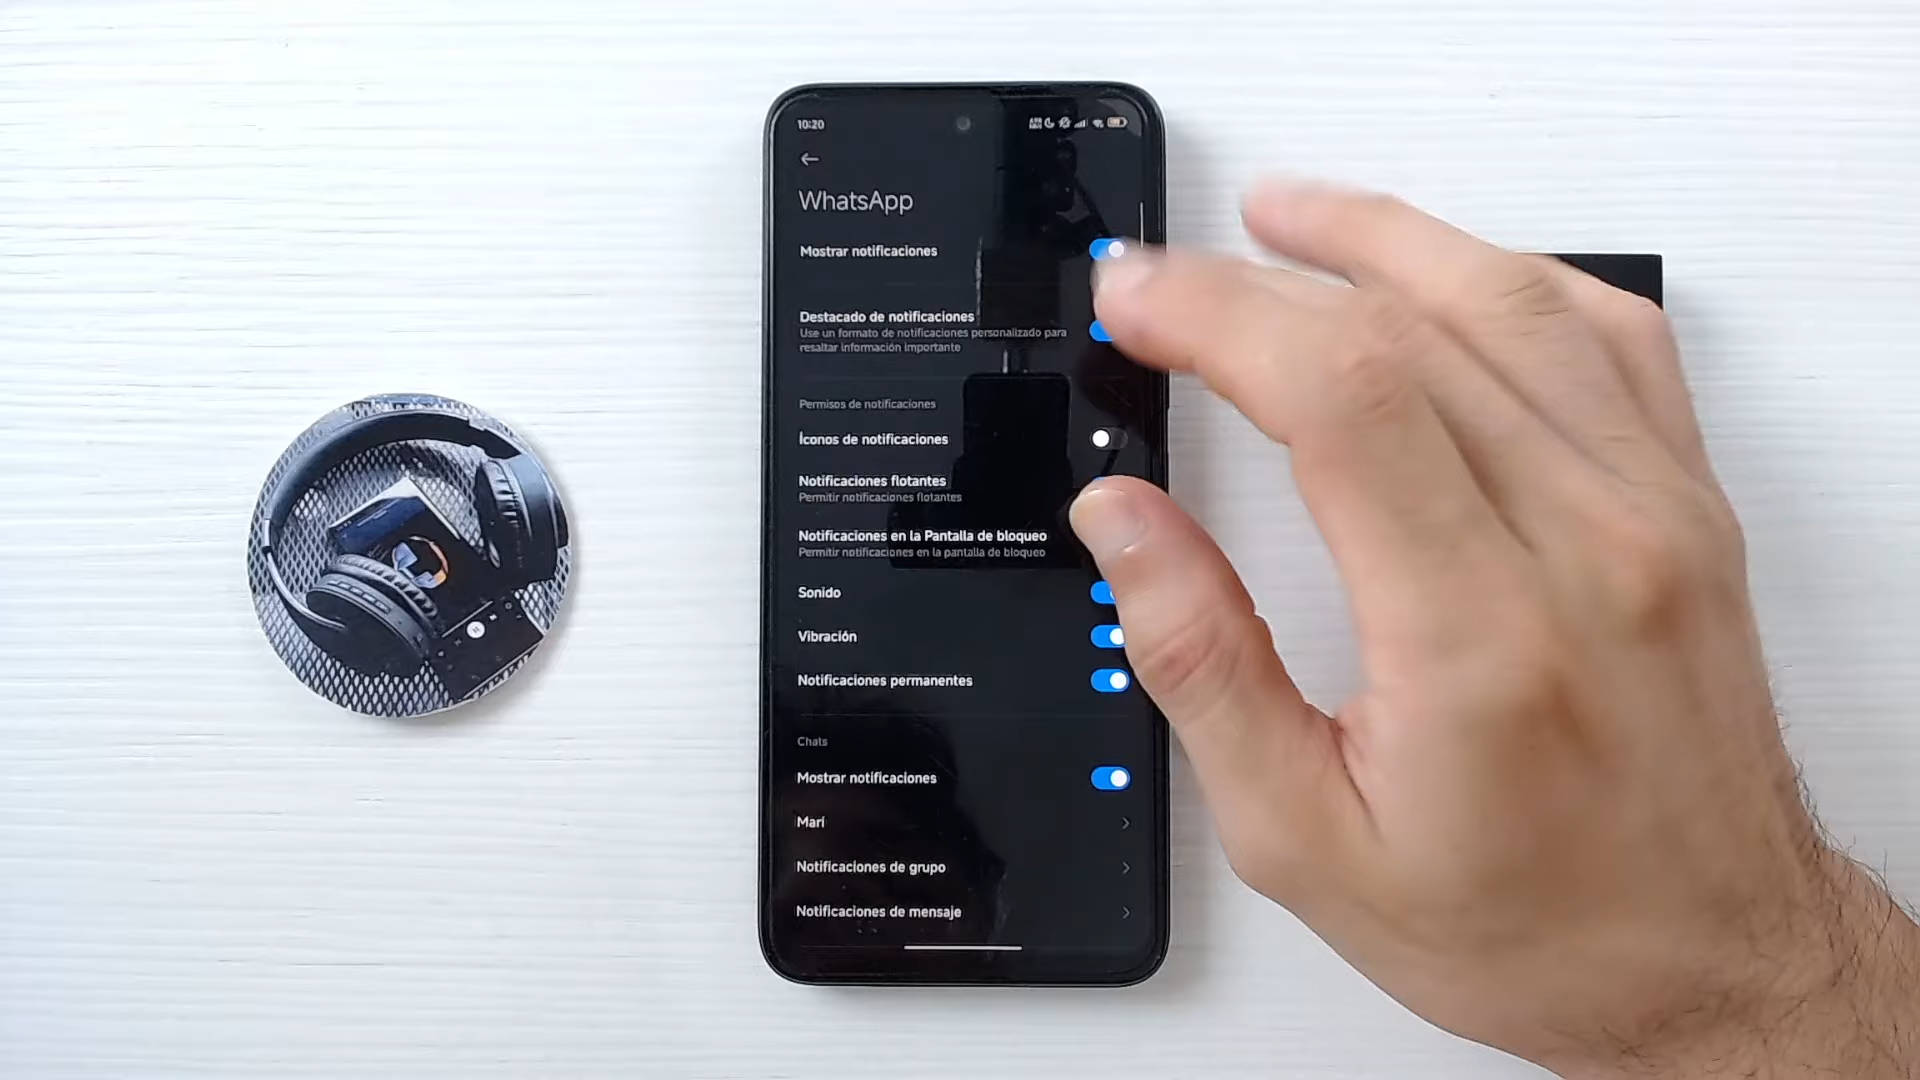 10:20
WhatsApp
Mostrar notificaciones
Destacado de notificaciones
Use un formato de notificaciones personalizado para
resaltar información importante
Permisos de notificaciones
Íconos de notificaciones
Notificaciones flotantes
Permitir notificaciones flotantes
Notificaciones en la Pantalla de bloqueo
Permitir notificaciones en la pantalla de bloqueo
Sonido
Vibración
Notificaciones permanentes
Chats
Mostrar notificaciones
Marí
Notificaciones de grupo
Notificaciones de mensaje